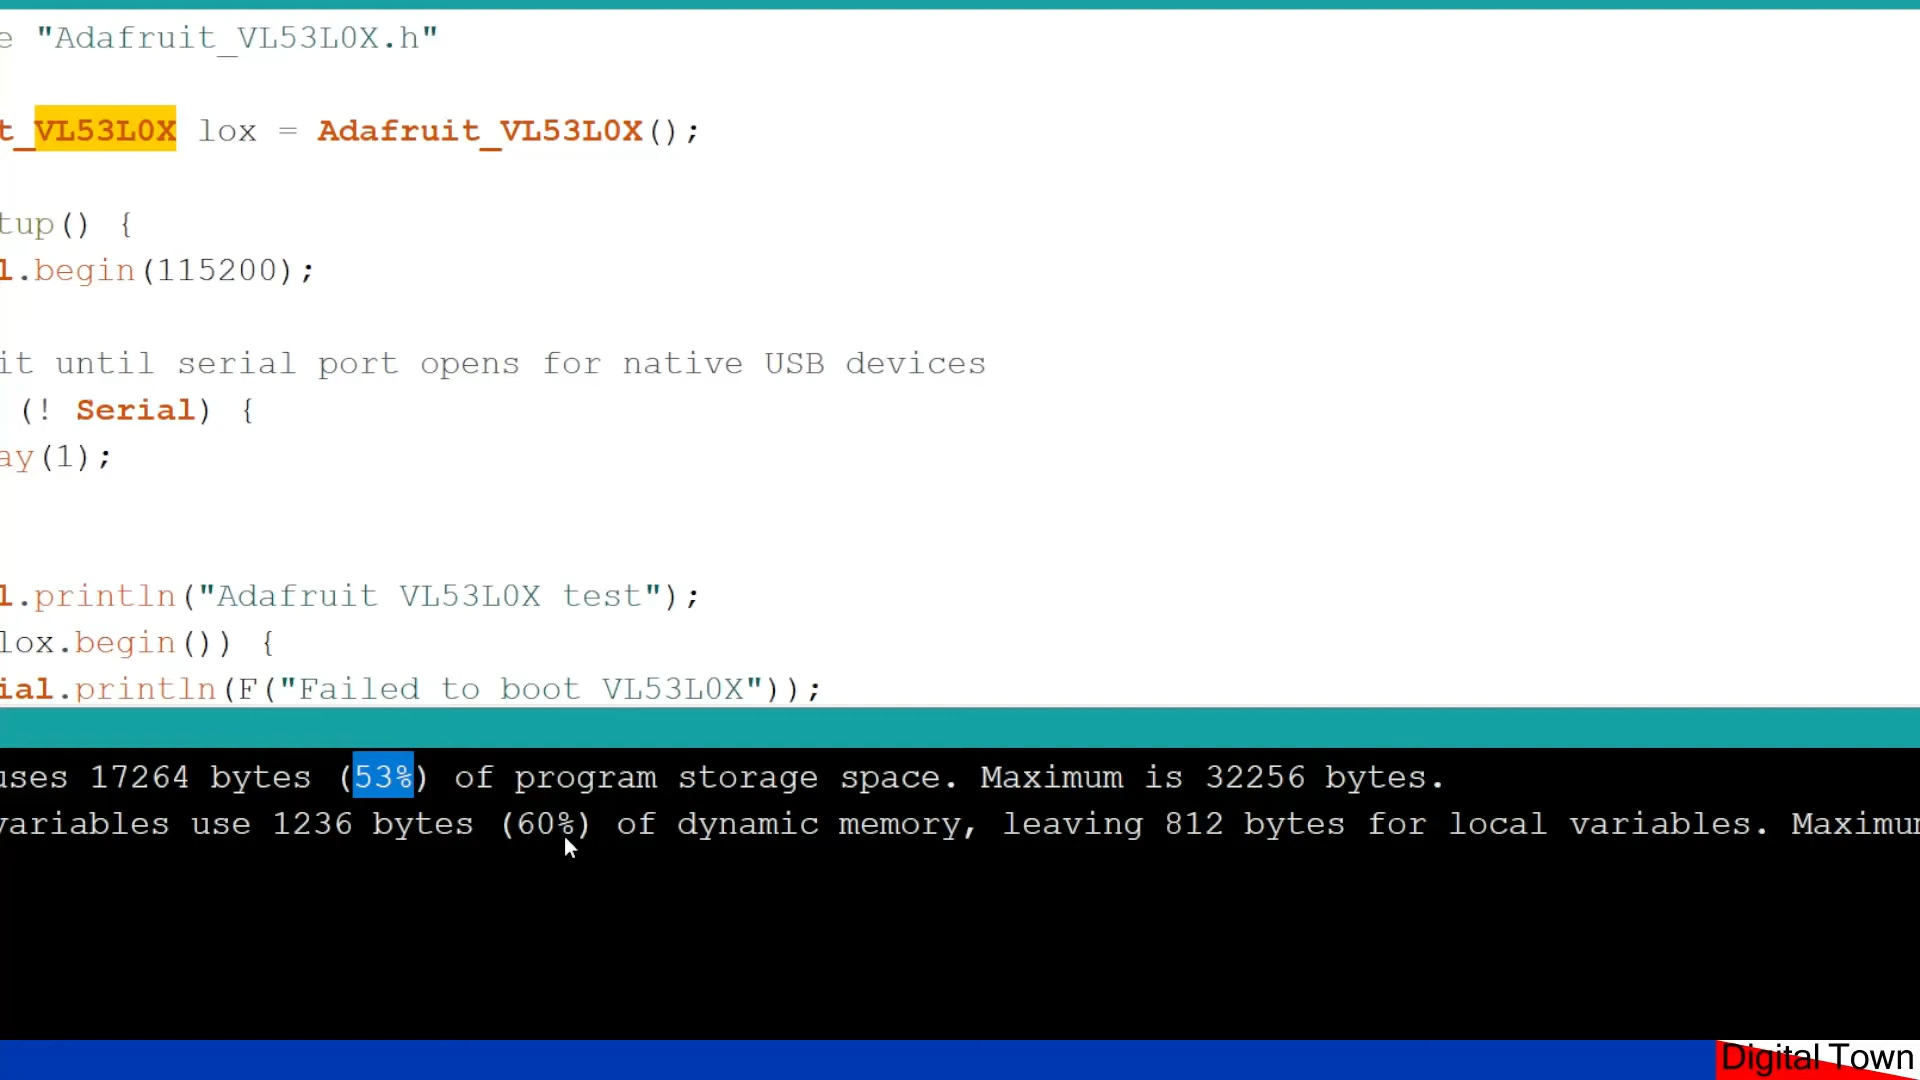 e "Adafruit_VL53L0X.h"
t_VL53L0X lox = Adafruit_VL53L0X();
tup() {
l.begin(115200);
it until serial port opens for native USB devices
(! Serial) {
ay(1);
l.println("Adafruit VL53L0X test");
lox.begin()) {
ial.println(F("Failed to boot VL53L0X"));
uses 17264 bytes (53%) of program storage space. Maximum is 32256 bytes.
variables use 1236 bytes (60%) of dynamic memory, leaving 812 bytes for local variables. Maximum
Digital Town